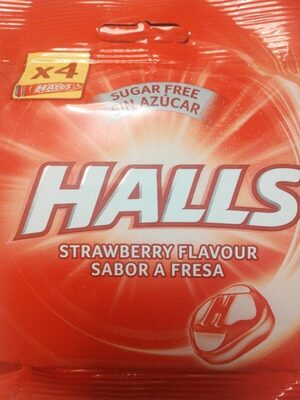 x4
HALLS
SUGAR FREE
SIN AZÚCAR
HALLS
STRAWBERRY FLAVOUR
SABOR A FRESA
H